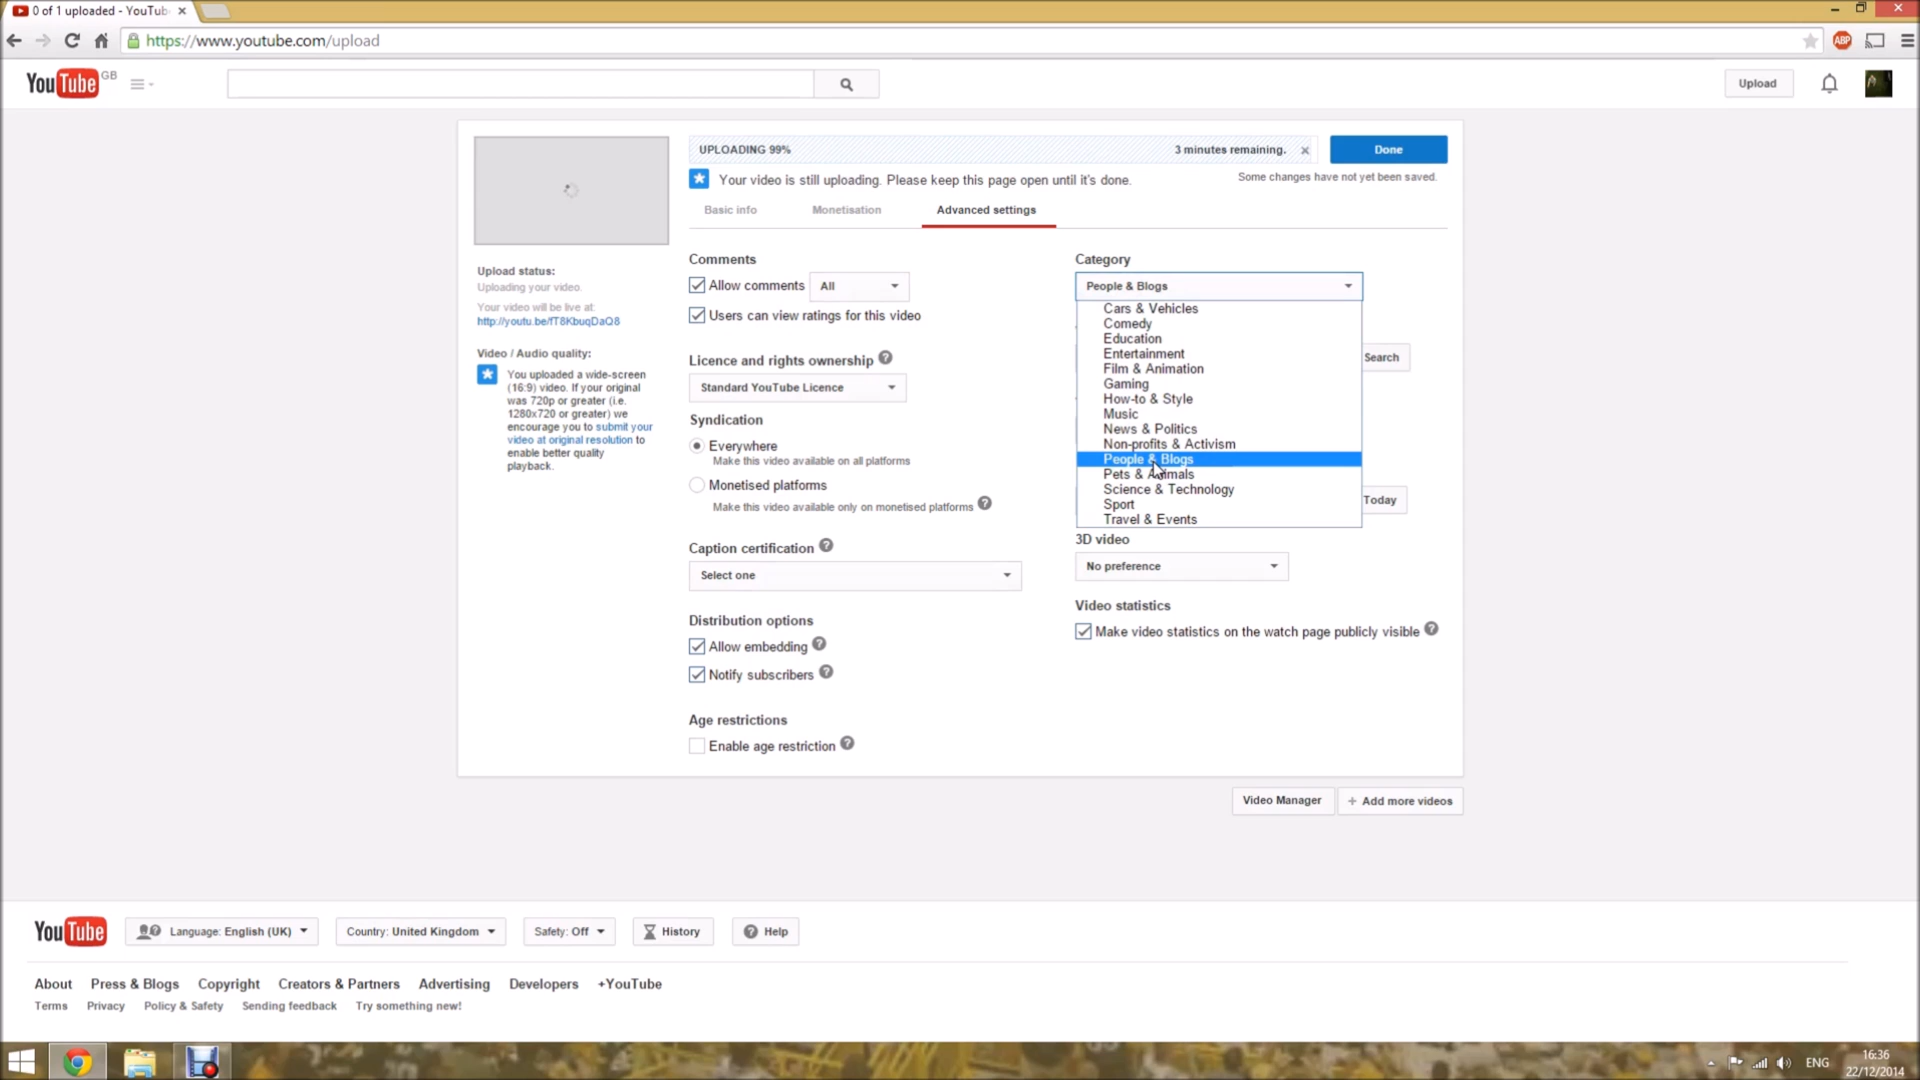 0 of 1 uploaded - YouTub
https://www.youtube.com/upload
YouTube GB
Upload
UPLOADING 99%
3 minutes remaining.
Done
Your video is still uploading. Please keep this page open until it's done.
Some changes have not yet been saved.
Basic info
Monetisation
Advanced settings
Upload status:
Uploading your video.
Your video will be live at:
http://youtu.be/fT8KbuqDaQ8
Video / Audio quality:
You uploaded a wide-screen
(16:9) video. If your original
was 720p or greater (i.e.
1280x720 or greater) we
encourage you to submit your
video at original resolution to
enable better quality
playback.
Comments
Allow comments
All
Users can view ratings for this video
Licence and rights ownership
Standard YouTube Licence
Syndication
Everywhere
Make this video available on all platforms
Monetised platforms
Make this video available only on monetised platforms
Caption certification
Select one
Distribution options
Allow embedding
Notify subscribers
Age restrictions
Enable age restriction
Category
People & Blogs
Cars & Vehicles
Comedy
Education
Entertainment
Film & Animation
Gaming
How-to & Style
Music
News & Politics
Non-profits & Activism
People & Blogs
Pets & Animals
Science & Technology
Sport
Travel & Events
Search
Today
3D video
No preference
Video statistics
Make video statistics on the watch page publicly visible
Video Manager
+ Add more videos
YouTube
Language: English (UK)
Country: United Kingdom
Safety: Off
History
Help
About
Press & Blogs
Copyright
Creators & Partners
Advertising
Developers
+YouTube
Terms
Privacy
Policy & Safety
Sending feedback
Try something new!
ENG
16:36
22/12/2014
ABP